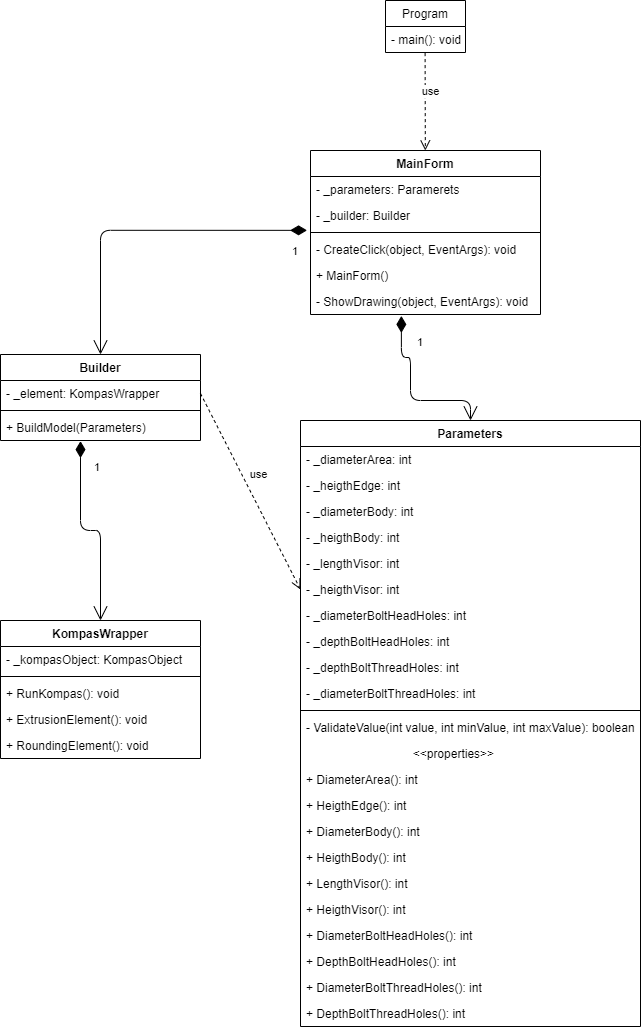 Program
- main(): void
use
MainForm
- _parameters: Paramerets
- _builder: Builder
- CreateClick(object, EventArgs): void
+ MainForm()
- ShowDrawing(object, EventArgs): void
1
1
Builder
- _element: KompasWrapper
+ BuildModel(Parameters)
1
use
KompasWrapper
- _kompasObject: KompasObject
+ RunKompas(): void
+ ExtrusionElement(): void
+ RoundingElement(): void
Parameters
- _diameterArea: int
- _heigthEdge: int
- _diameterBody: int
- _heigthBody: int
- _lengthVisor: int
- _heigthVisor: int
- _diameterBoltHeadHoles: int
- _depthBoltHeadHoles: int
- _depthBoltThreadHoles: int
- _diameterBoltThreadHoles: int
- ValidateValue(int value, int minValue, int maxValue): boolean
<<properties>>
+ DiameterArea(): int
+ HeigthEdge(): int
+ DiameterBody(): int
+ HeigthBody(): int
+ LengthVisor(): int
+ HeigthVisor(): int
+ DiameterBoltHeadHoles(): int
+ DepthBoltHeadHoles(): int
+ DiameterBoltThreadHoles(): int
+ DepthBoltThreadHoles(): int